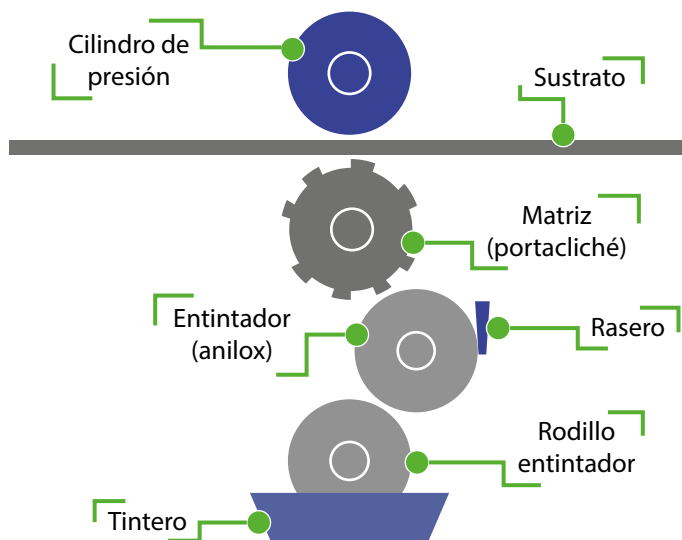 Cilindro de
presión
Sustrato
Matriz
(portacliché)
Entintador
(anilox)
Rasero
Rodillo
entintador
Tintero